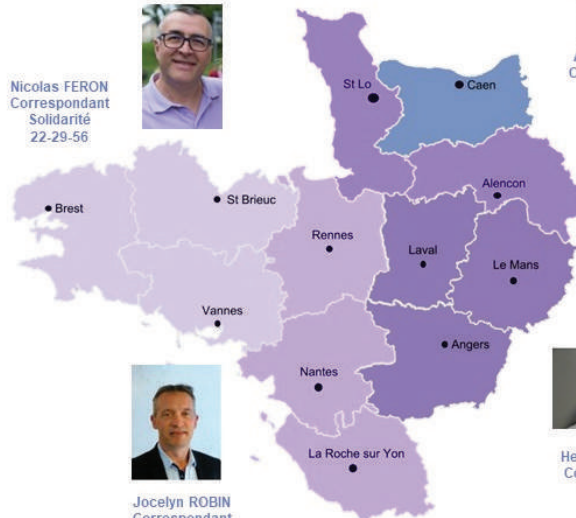 Nicolas FERON
Correspondant
Solidarité
22-29-56
St Lo
Caen
Alencon
Brest
St Brieuc
Rennes
Laval
Le Mans
Vannes
Angers
Nantes
La Roche sur Yon
Jocelyn ROBIN